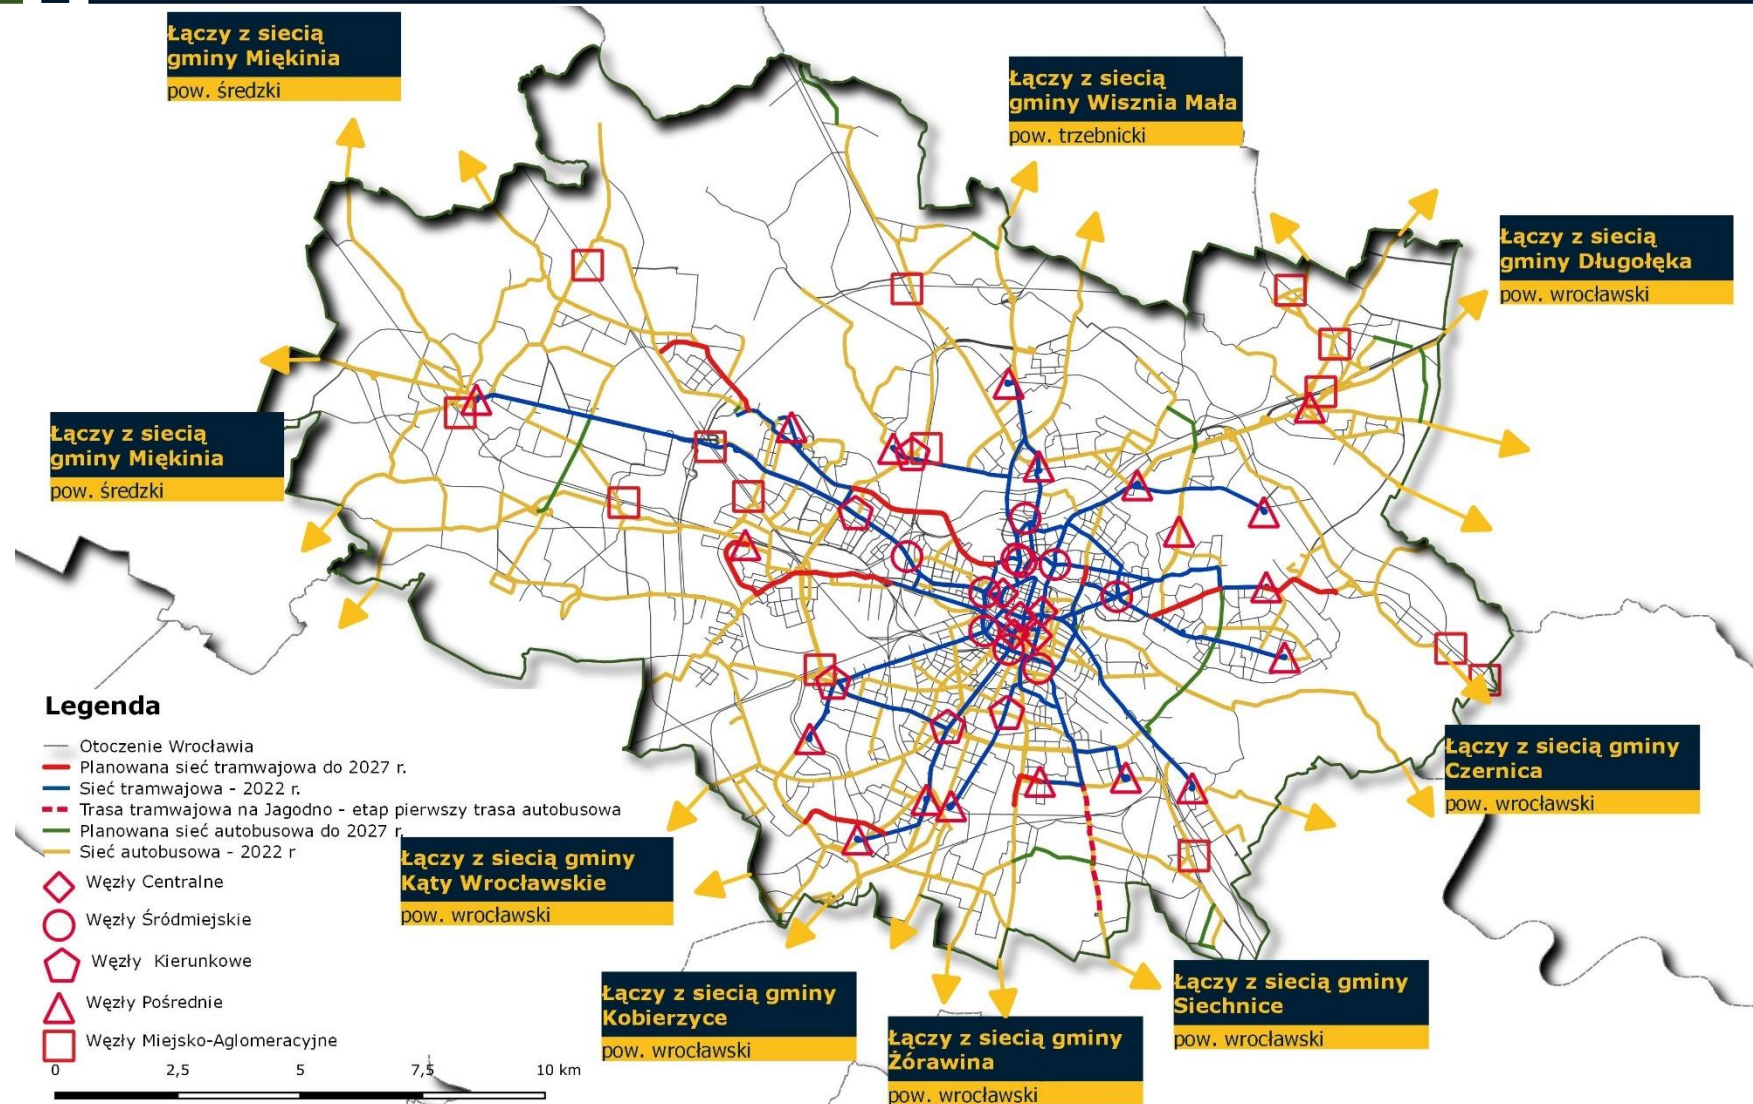 Łączy z siecią
gminy Miękinia
pow. średzki
Łączy z siecią
gminy Wisznia Mała
pow. trzebnicki
Łączy z siecią
gminy Długołęka
pow. wrocławski
Łączy z siecią
gminy Miękinia
pow. średzki
Łączy z siecią gminy
Czernica
pow. wrocławski
Łączy z siecią gminy
Kąty Wrocławskie
pow. wrocławski
Łączy z siecią gminy
Kobierzyce
pow. wrocławski
Łączy z siecią gminy
Żórawina
pow. wrocławski
Łączy z siecią gminy
Siechnice
pow. wrocławski
Legenda
Otoczenie Wrocławia
Planowana sieć tramwajowa do 2027 r.
Sieć tramwajowa - 2022 r.
Trasa tramwajowa na Jagodno - etap pierwszy trasa autobusowa
Planowana sieć autobusowa do 2027 r.
Sieć autobusowa - 2022 r
Węzły Centralne
Węzły Śródmiejskie
Węzły Kierunkowe
Węzły Pośrednie
Węzły Miejsko-Aglomeracyjne
0 2,5 5 7,5 10 km